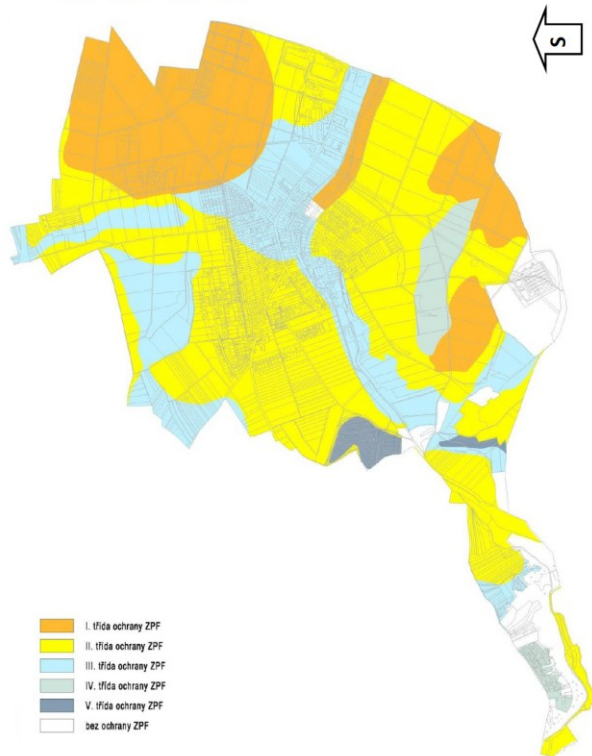 S
I. třída ochrany ZPF
II. třída ochrany ZPF
III. třída ochrany ZPF
IV. třída ochrany ZPF
V. třída ochrany ZPF
bez ochrany ZPF